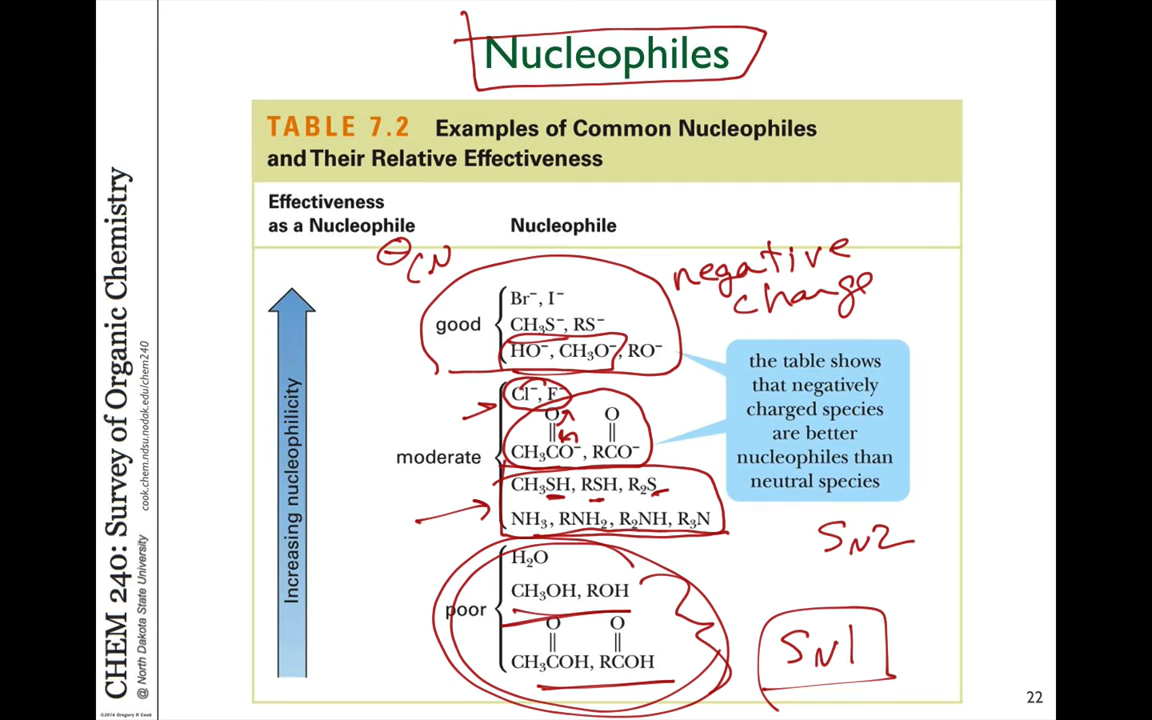 Nucleophiles
TABLE 7.2 Examples of Common Nucleophiles
and Their Relative Effectiveness
Effectiveness
as a Nucleophile
Nucleophile
⊖CN
negative
charge
good
Br⁻, I⁻
CH₃S⁻, RS⁻
HO⁻, CH₃O⁻, RO⁻
the table shows
that negatively
charged species
are better
nucleophiles than
neutral species
moderate
Cl⁻, F⁻
O O
CH₃CO⁻, RCO⁻
CH₃SH, RSH, R₂S
NH₃, RNH₂, R₂NH, R₃N
SN2
poor
H₂O
CH₃OH, ROH
O O
CH₃COH, RCOH
SN1
Increasing nucleophilicity
CHEM 240: Survey of Organic Chemistry
@ North Dakota State University
cook.chem.ndsu.nodak.edu/chem240
©2016 Gregory R Cook
22